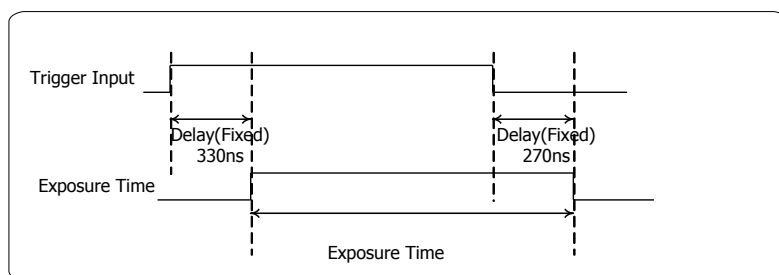 Trigger Input
Delay(Fixed)
330ns
Delay(Fixed)
270ns
Exposure Time
Exposure Time